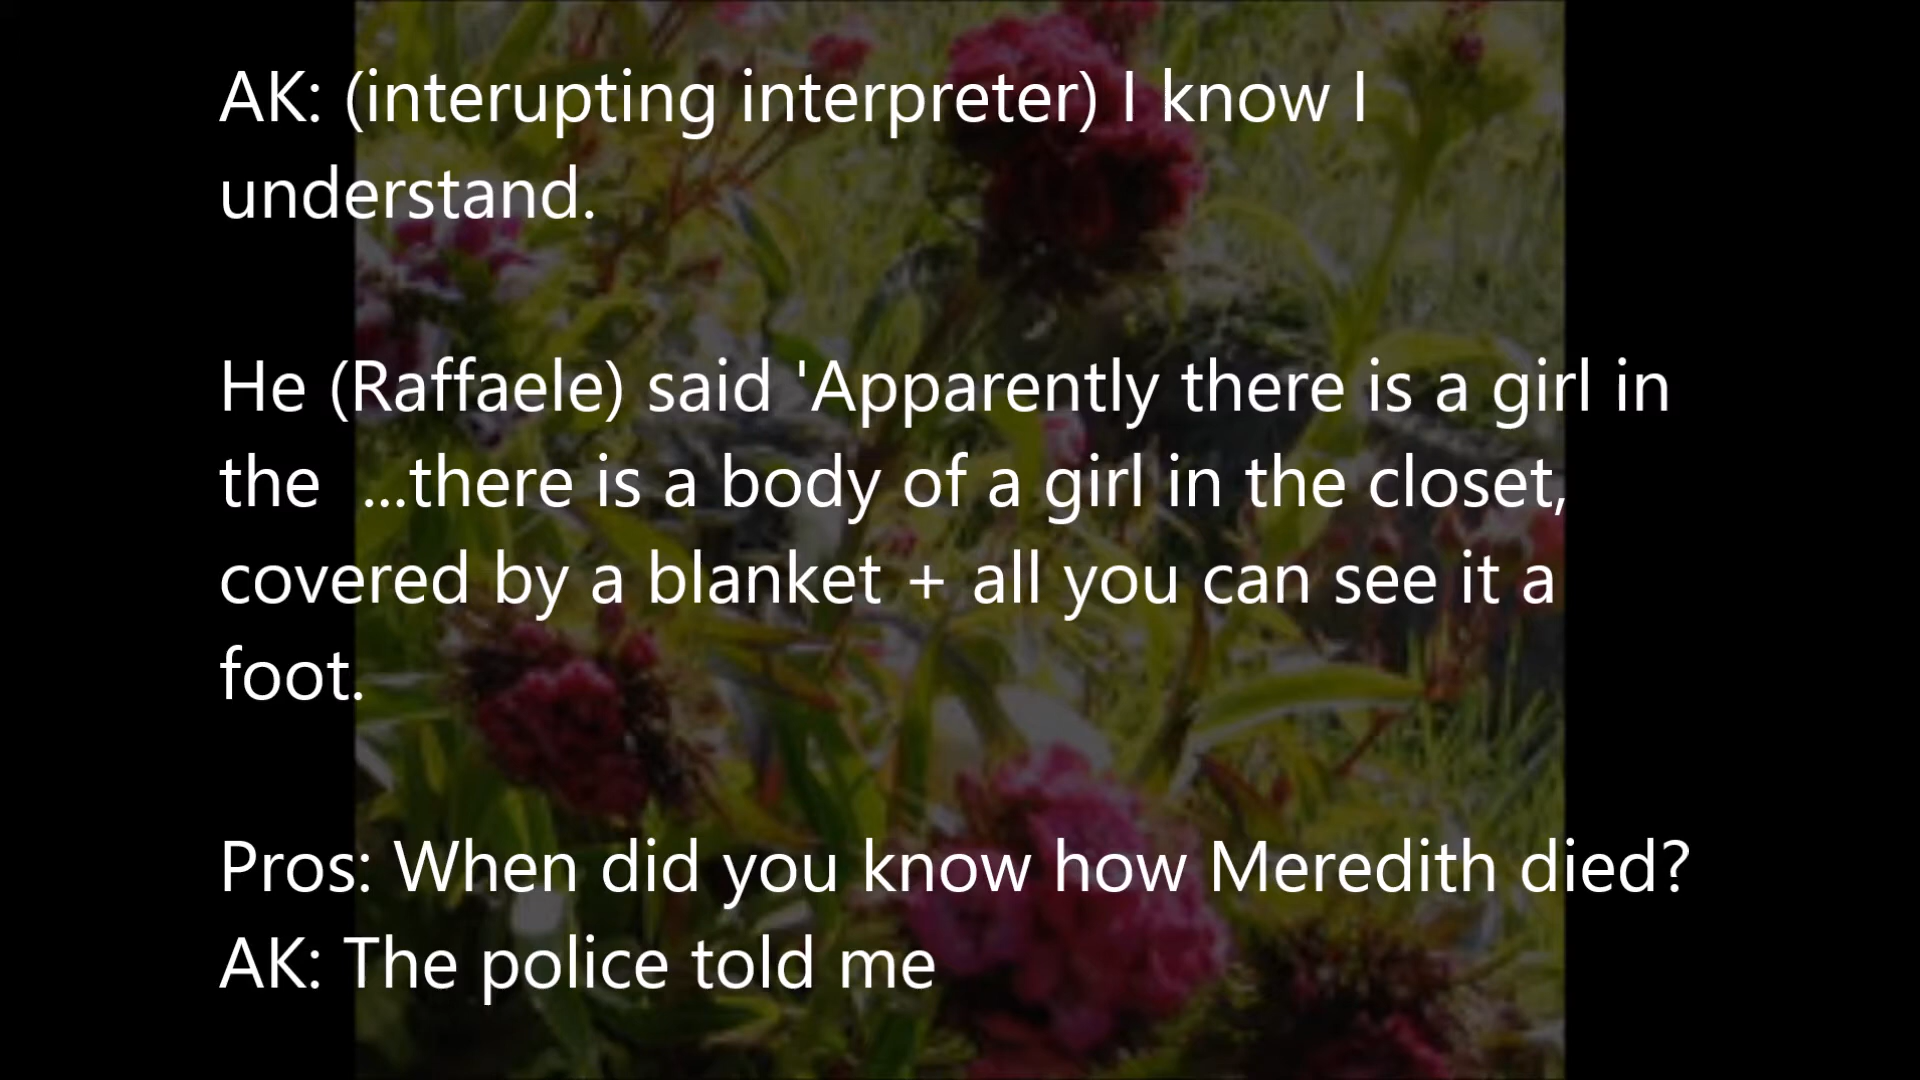 AK: (interupting interpreter) I know I
understand.
He (Raffaele) said 'Apparently there is a girl in
the  ...there is a body of a girl in the closet,
covered by a blanket + all you can see it a
foot.
Pros: When did you know how Meredith died?
AK: The police told me